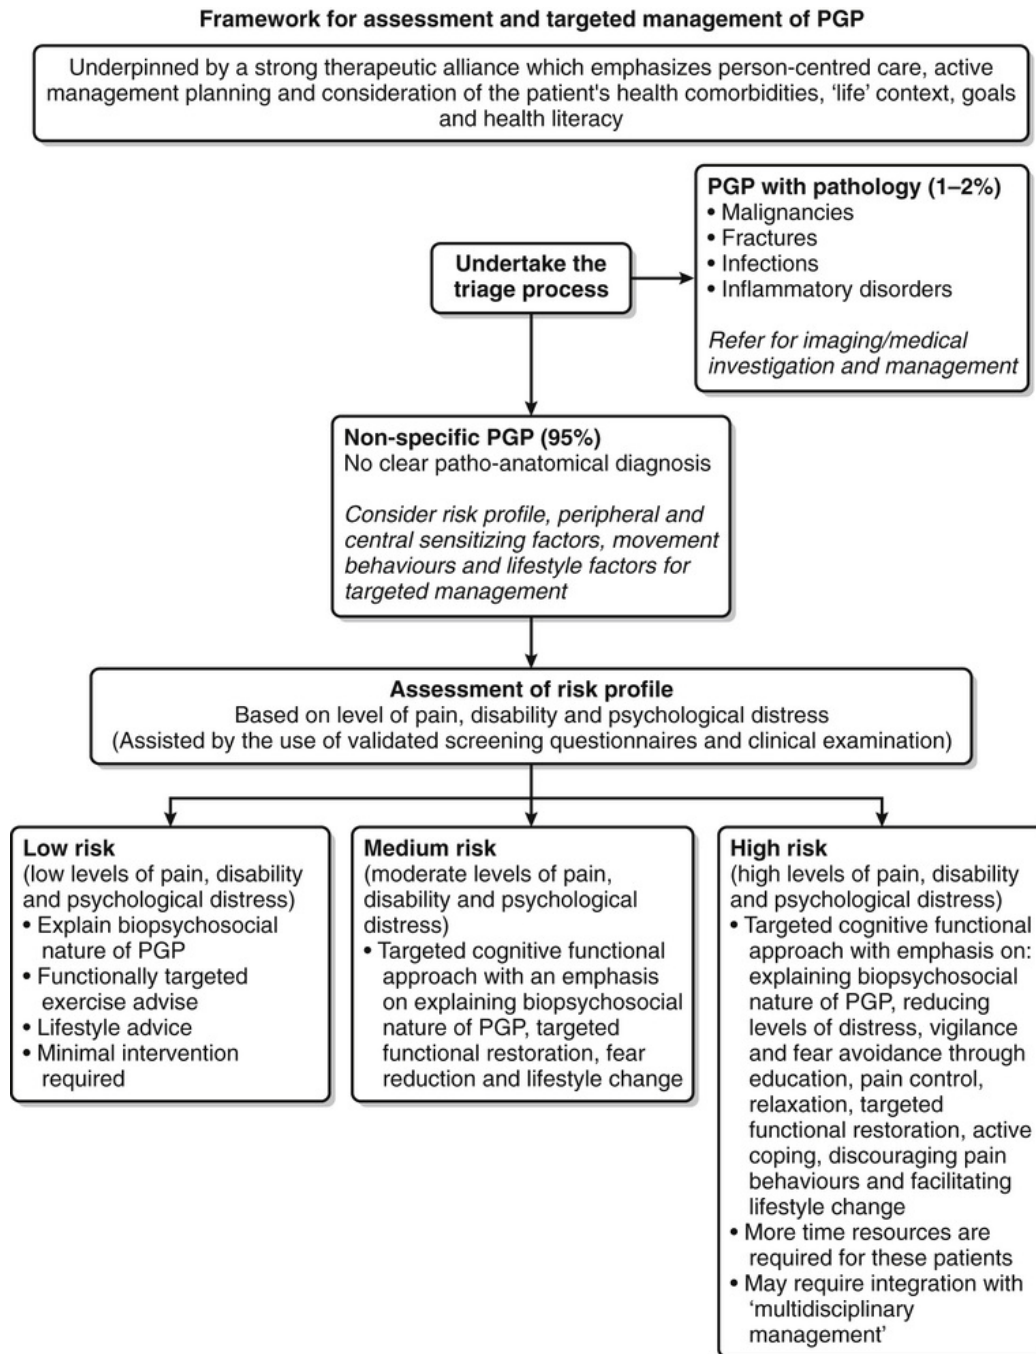 Framework for assessment and targeted management of PGP
Underpinned by a strong therapeutic alliance which emphasizes person-centred care, active
management planning and consideration of the patient's health comorbidities, ‘life’ context, goals
and health literacy
PGP with pathology (1–2%)
• Malignancies
• Fractures
• Infections
• Inflammatory disorders
Refer for imaging/medical
investigation and management
Undertake the
triage process
Non-specific PGP (95%)
No clear patho-anatomical diagnosis
Consider risk profile, peripheral and
central sensitizing factors, movement
behaviours and lifestyle factors for
targeted management
Assessment of risk profile
Based on level of pain, disability and psychological distress
(Assisted by the use of validated screening questionnaires and clinical examination)
Low risk
(low levels of pain, disability
and psychological distress)
• Explain biopsychosocial
nature of PGP
• Functionally targeted
exercise advise
• Lifestyle advice
• Minimal intervention
required
Medium risk
(moderate levels of pain,
disability and psychological
distress)
• Targeted cognitive functional
approach with an emphasis
on explaining biopsychosocial
nature of PGP, targeted
functional restoration, fear
reduction and lifestyle change
High risk
(high levels of pain, disability
and psychological distress)
• Targeted cognitive functional
approach with emphasis on:
explaining biopsychosocial
nature of PGP, reducing
levels of distress, vigilance
and fear avoidance through
education, pain control,
relaxation, targeted
functional restoration, active
coping, discouraging pain
behaviours and facilitating
lifestyle change
• More time resources are
required for these patients
• May require integration with
‘multidisciplinary
management’